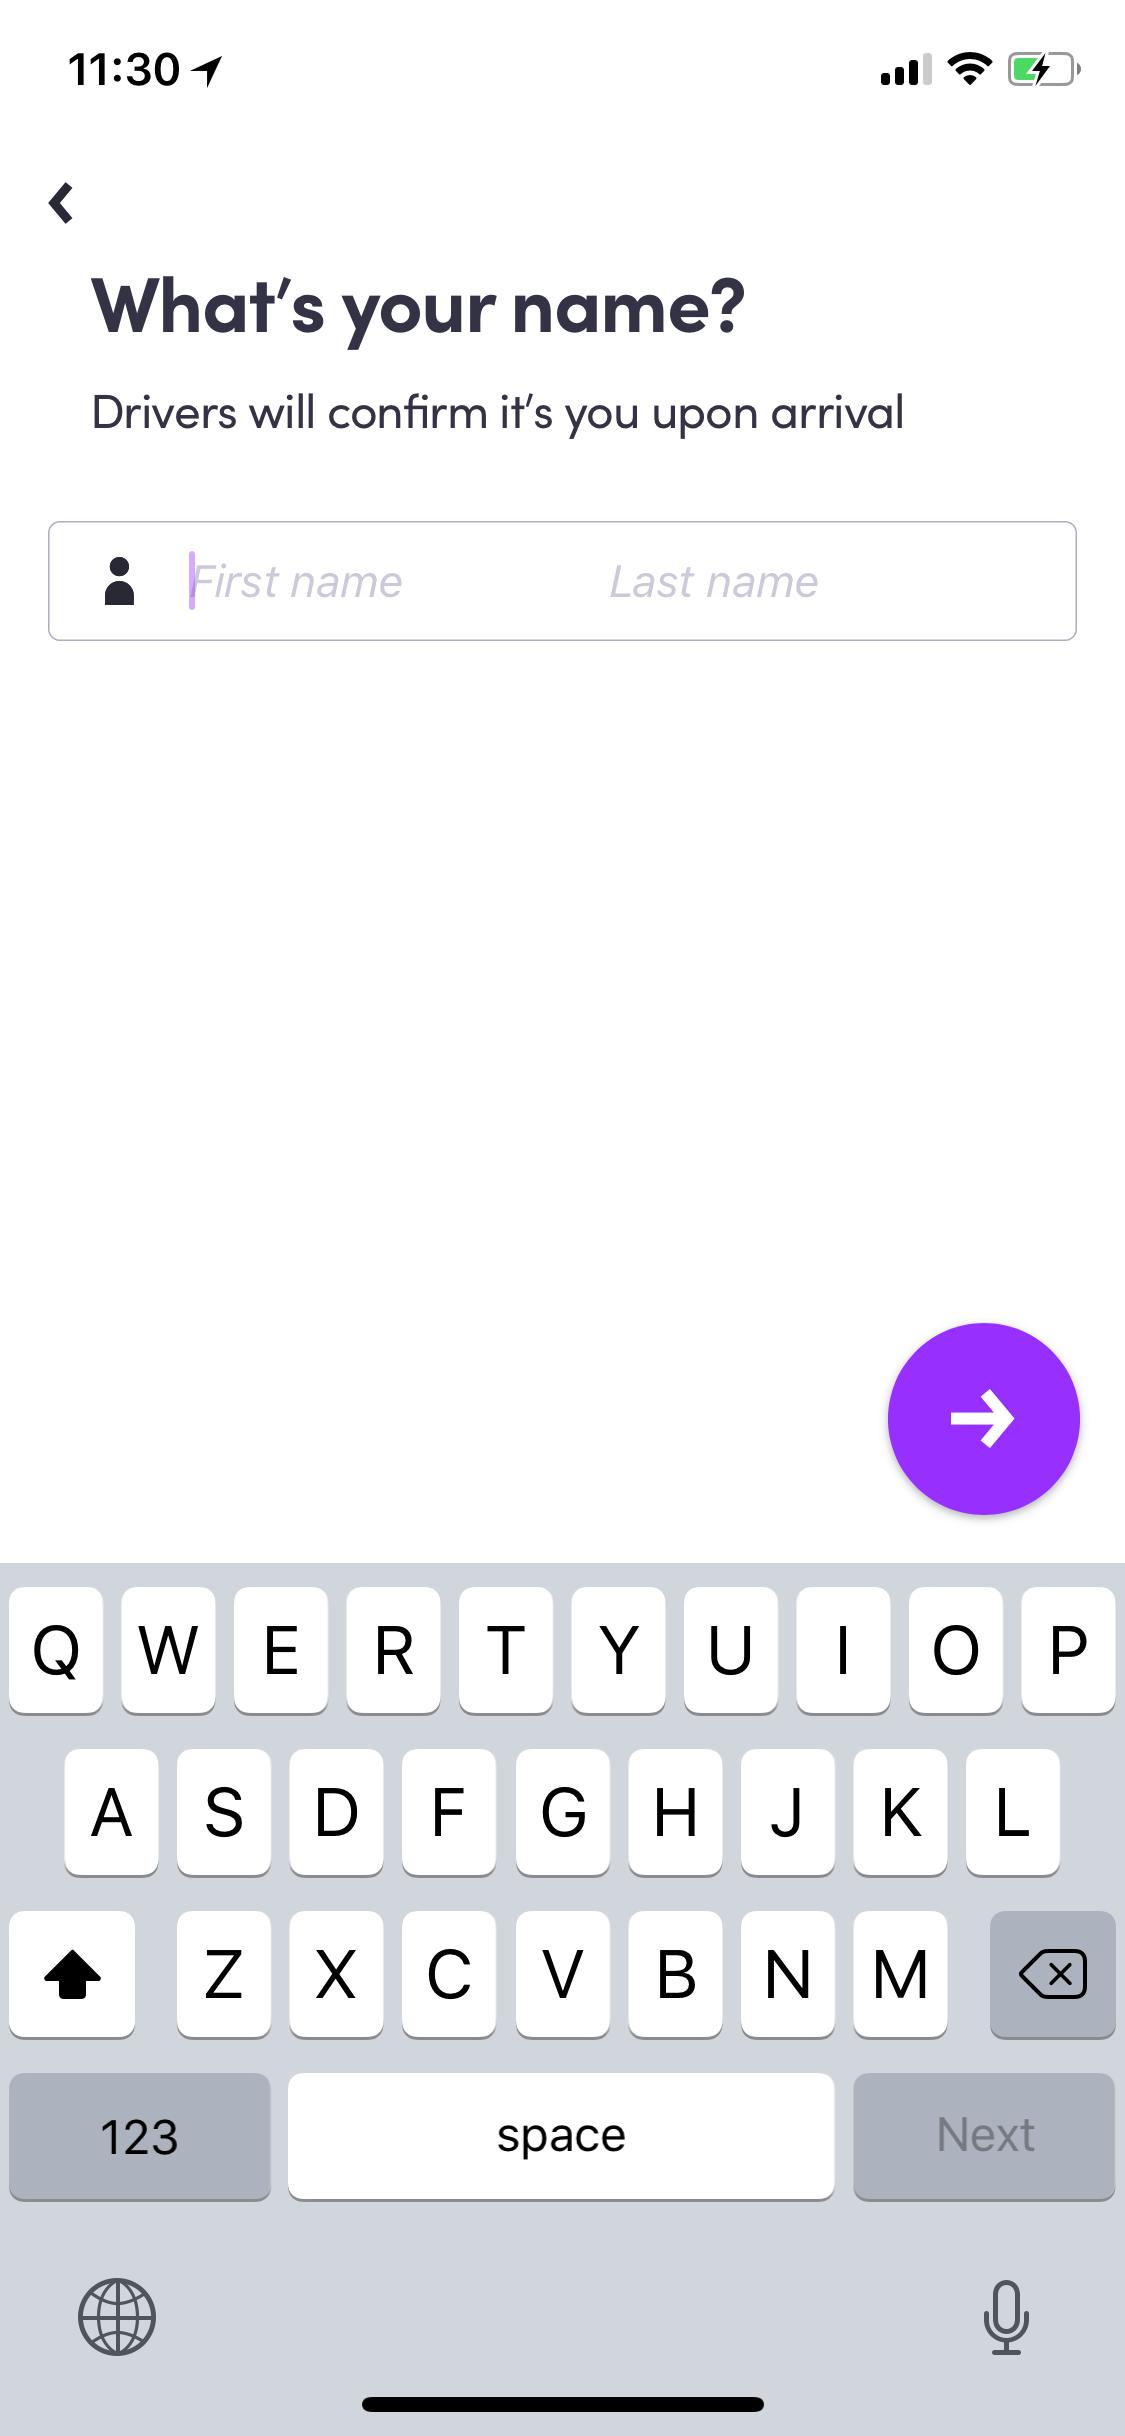 11:30
What’s your name?
Drivers will confirm it’s you upon arrival
First name Last name
Q W E R T Y U I O P
A S D F G H J K L
Z X C V B N M
123 space Next